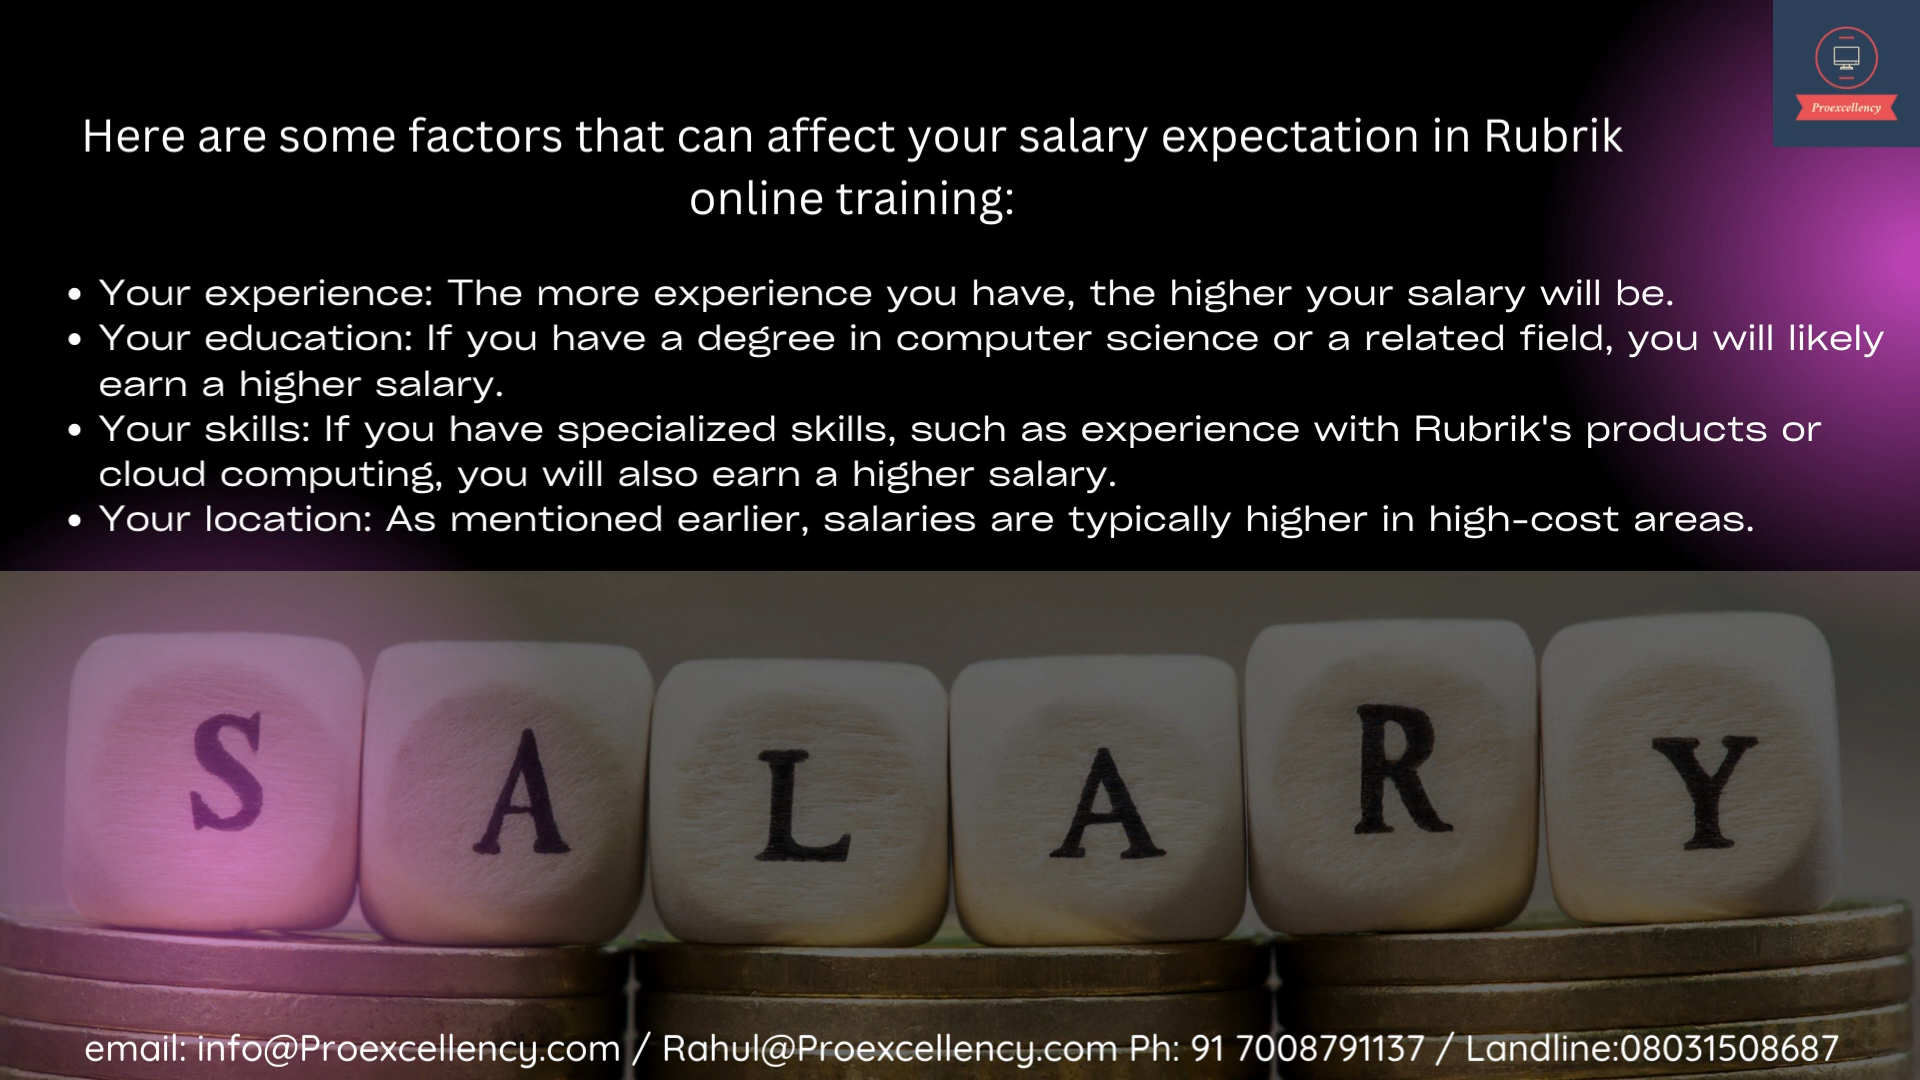 Proexcellency
Here are some factors that can affect your salary expectation in Rubrik
online training:
• Your experience: The more experience you have, the higher your salary will be.
• Your education: If you have a degree in computer science or a related field, you will likely
earn a higher salary.
• Your skills: If you have specialized skills, such as experience with Rubrik's products or
cloud computing, you will also earn a higher salary.
• Your location: As mentioned earlier, salaries are typically higher in high-cost areas.
SALARY
email: info@Proexcellency.com / Rahul@Proexcellency.com Ph: 91 7008791137 / Landline:08031508687